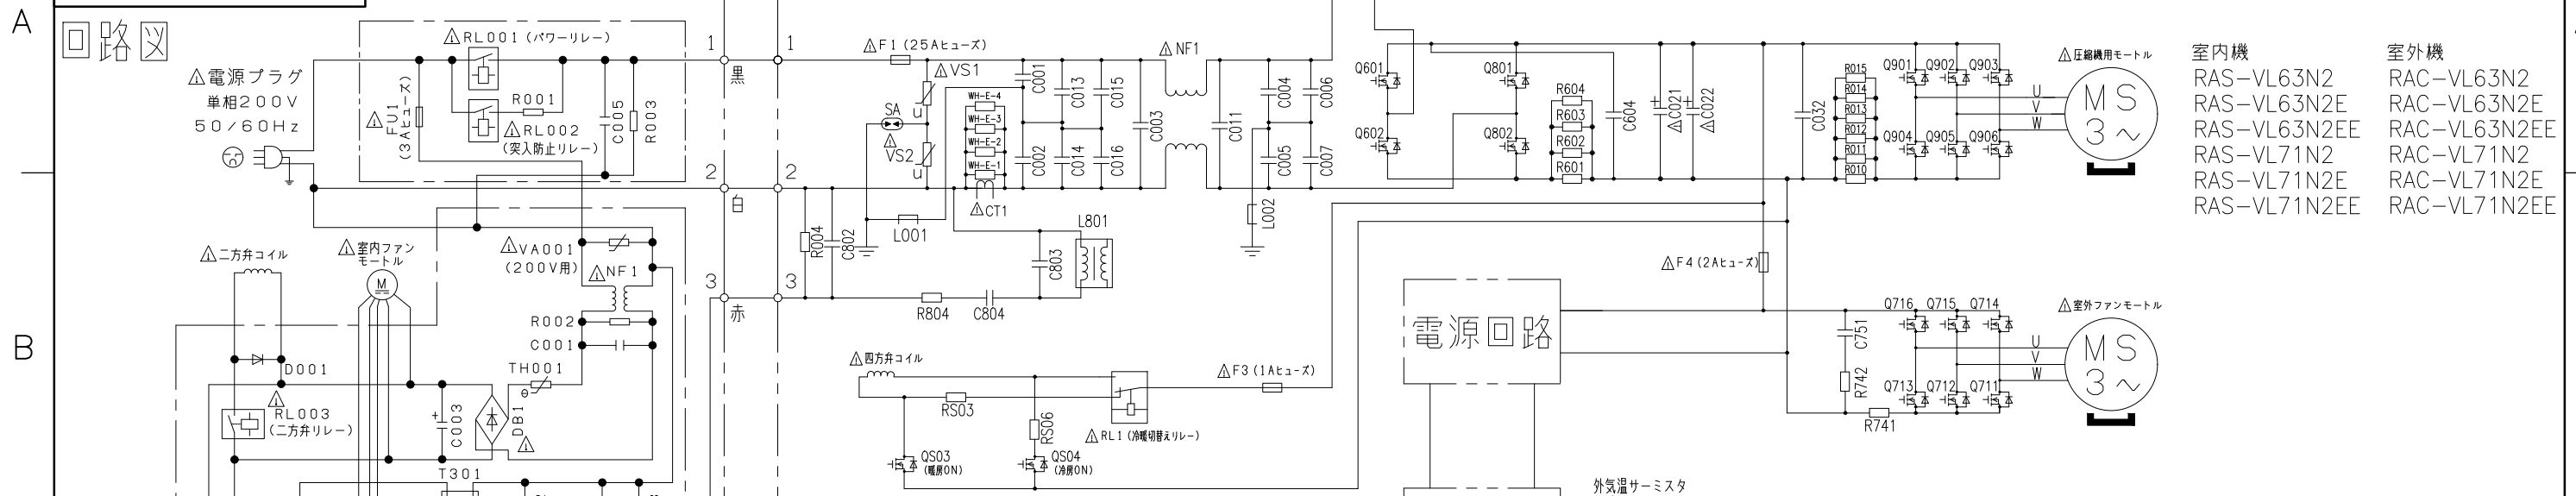 A
回路図
⚠電源プラグ
単相200V
50/60Hz
⚠RL001(パワーリレー)
⚠FU1
(3Aヒューズ)
R001
⚠RL002
(突入防止リレー)
C005
R003
1
1
黒
2
2
白
3
3
赤
⚠F1(25Aヒューズ)
⚠VS1
u
SA
⚠VS2
u
WH-E-4
WH-E-3
WH-E-2
WH-E-1
⚠CT1
L001
C001
C002
C013
C014
C015
C016
C003
⚠NF1
C011
C004
C005
C006
C007
L002
R004
C802
C803
L801
R804
C804
Q601
Q602
Q801
Q802
R604
R603
R602
R601
C604
+
⚠C021
+
⚠C022
C032
R015
R014
R013
R012
R011
R010
Q901
Q902
Q903
Q904
Q905
Q906
U
V
W
⚠圧縮機用モートル
MS
3~
室内機
RAS-VL63N2
RAS-VL63N2E
RAS-VL63N2EE
RAS-VL71N2
RAS-VL71N2E
RAS-VL71N2EE
室外機
RAC-VL63N2
RAC-VL63N2E
RAC-VL63N2EE
RAC-VL71N2
RAC-VL71N2E
RAC-VL71N2EE
B
⚠二方弁コイル
⚠室内ファン
モートル
M
⚠VA001
(200V用)
⚠NF1
R002
C001
TH001
θ
D001
⚠
RL003
(二方弁リレー)
+
C003
DB1
⚠
T301
⚠四方弁コイル
RS03
RS06
QS03
(暖房ON)
QS04
(冷房ON)
⚠RL1(冷暖切替えリレー)
⚠F3(1Aヒューズ)
⚠F4(2Aヒューズ)
電源回路
外気温サーミスタ
C751
R742
R741
Q716
Q715
Q714
Q713
Q712
Q711
U
V
W
⚠室外ファンモートル
MS
3~